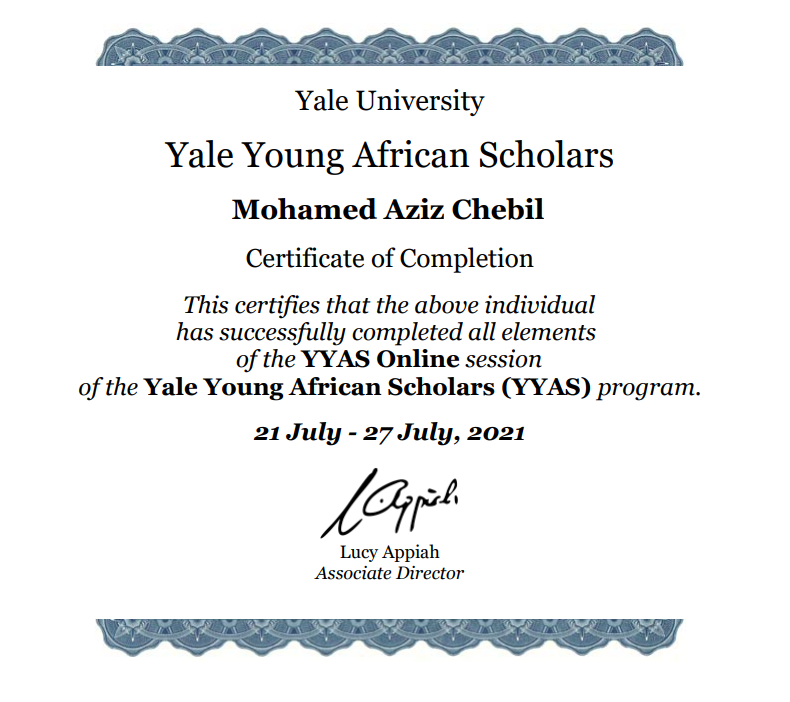 Yale University
Yale Young African Scholars
Mohamed Aziz Chebil
Certificate of Completion
This certifies that the above individual
has successfully completed all elements
of the YYAS Online session
of the Yale Young African Scholars (YYAS) program.
21 July - 27 July, 2021
L Appiah
Lucy Appiah
Associate Director